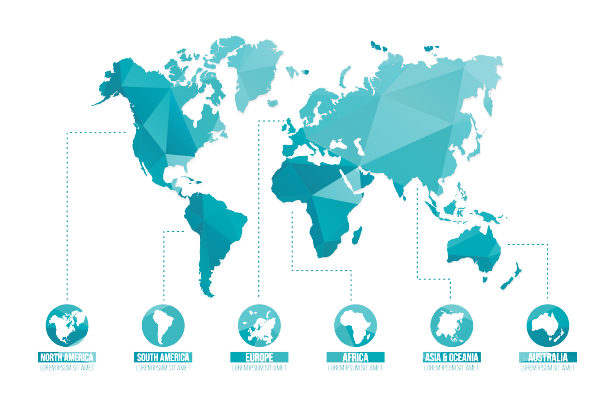 NORTH AMERICA
LOREM IPSUM SIT AMET
SOUTH AMERICA
LOREM IPSUM SIT AMET
EUROPE
LOREM IPSUM SIT AMET
AFRICA
LOREM IPSUM SIT AMET
ASIA & OCEANIA
LOREM IPSUM SIT AMET
AUSTRALIA
LOREM IPSUM SIT AMET